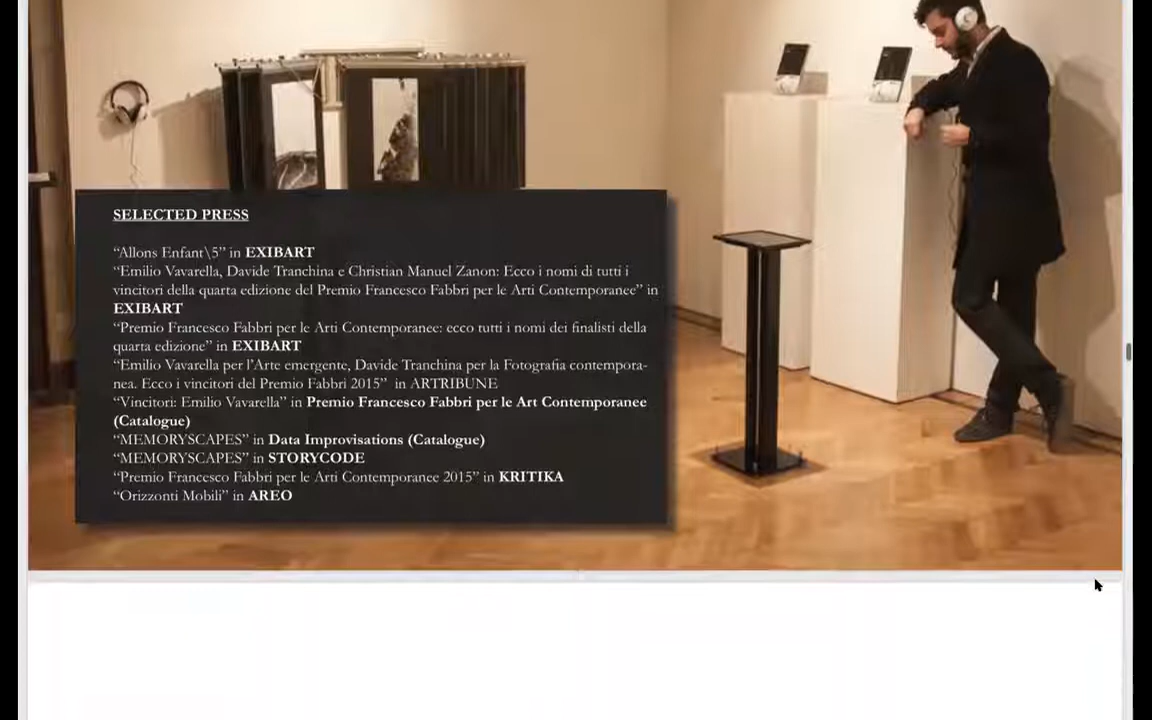 SELECTED PRESS
“Allons Enfant\5” in EXIBART
“Emilio Vavarella, Davide Tranchina e Christian Manuel Zanon: Ecco i nomi di tutti i
vincitori della quarta edizione del Premio Francesco Fabbri per le Arti Contemporanee” in
EXIBART
“Premio Francesco Fabbri per le Arti Contemporanee: ecco tutti i nomi dei finalisti della
quarta edizione” in EXIBART
“Emilio Vavarella per l’Arte emergente, Davide Tranchina per la Fotografia contempora-
nea. Ecco i vincitori del Premio Fabbri 2015” in ARTRIBUNE
“Vincitori: Emilio Vavarella” in Premio Francesco Fabbri per le Art Contemporanee
(Catalogue)
“MEMORYSCAPES” in Data Improvisations (Catalogue)
“MEMORYSCAPES” in STORYCODE
“Premio Francesco Fabbri per le Arti Contemporanee 2015” in KRITIKA
“Orizzonti Mobili” in AREO